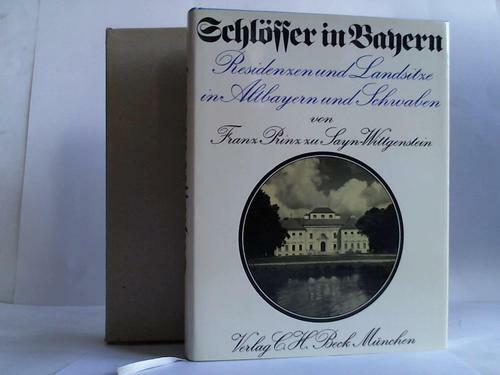 Schlösser in Bayern
Residenzen und Landsitze
in Altbayern und Schwaben
von
Franz Prinz zu Sayn-Wittgenstein
Verlag C. H. Beck München